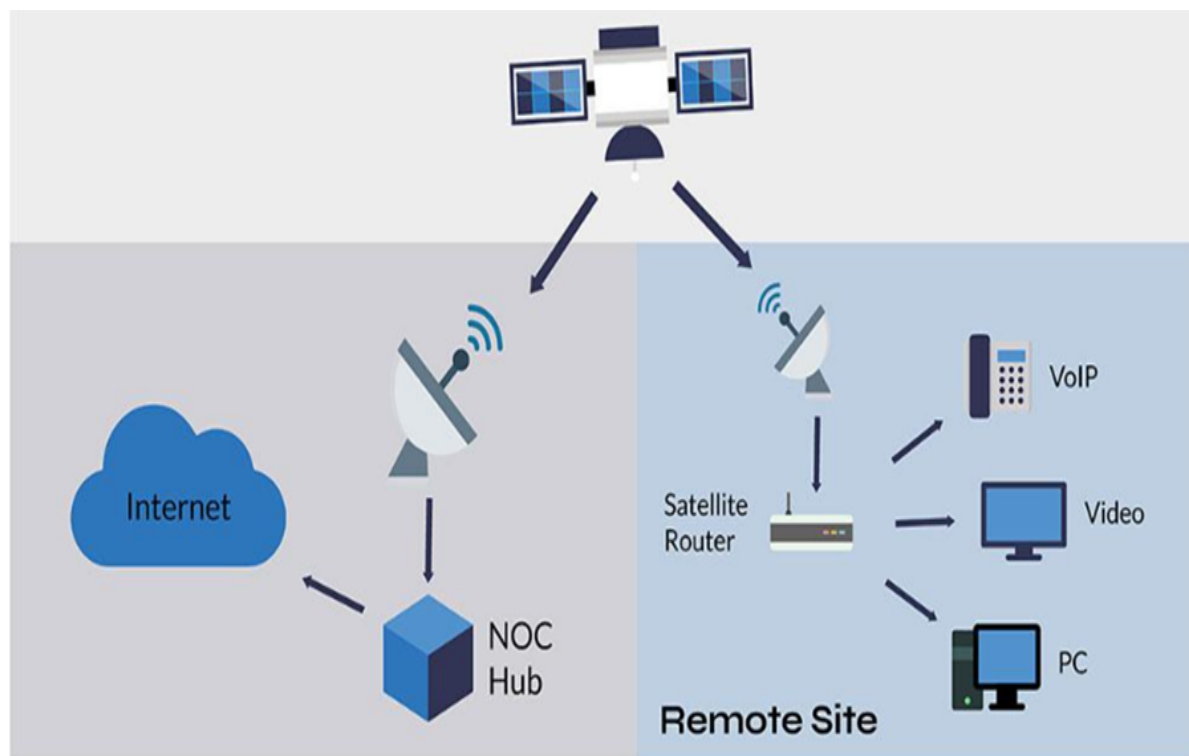 Internet
NOC
Hub
Satellite
Router
VoIP
Video
PC
Remote Site